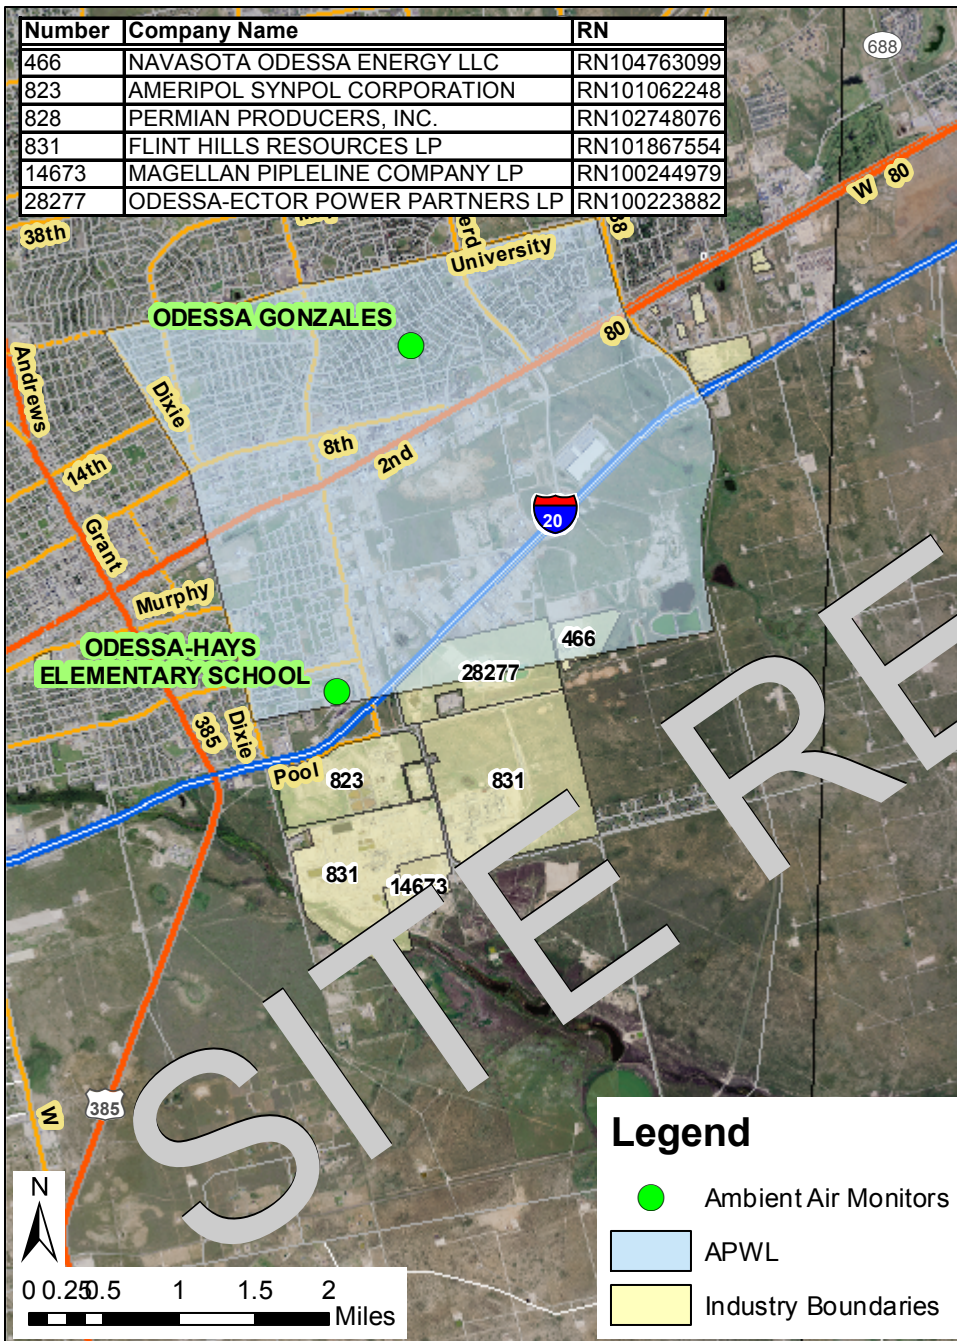 Number Company Name RN
466 NAVASOTA ODESSA ENERGY LLC RN104763099
823 AMERIPOL SYNPOL CORPORATION RN101062248
828 PERMIAN PRODUCERS, INC. RN102748076
831 FLINT HILLS RESOURCES LP RN101867554
14673 MAGELLAN PIPLELINE COMPANY LP RN100244979
28277 ODESSA-ECTOR POWER PARTNERS LP RN100223882
688
W 80
38th
University
ODESSA GONZALES
80
Andrews
Dixie
8th
2nd
14th
20
Grant
Murphy
ODESSA-HAYS
ELEMENTARY SCHOOL
466
28277
385
Dixie
Pool
823
831
831
14673
SITE RE
385
W
N
0 0.25 0.5 1 1.5 2
Miles
Legend
Ambient Air Monitors
APWL
Industry Boundaries